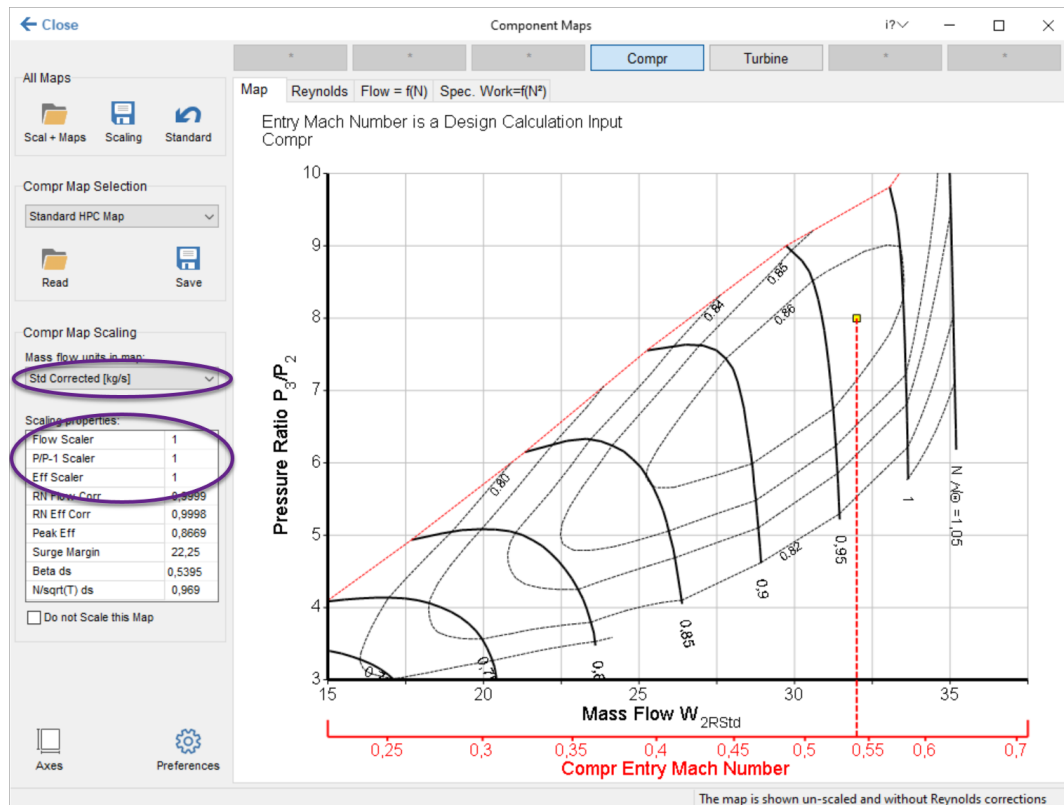 Close
Component Maps
i?
*
*
*
Compr
Turbine
*
*
All Maps
Scal + Maps
Scaling
Standard
Map
Reynolds
Flow = f(N)
Spec. Work=f(N²)
Compr Map Selection
Standard HPC Map
Read
Save
Compr Map Scaling
Mass flow units in map:
Std Corrected [kg/s]
Scaling properties:
Flow Scaler 1
P/P-1 Scaler 1
Eff Scaler 1
RN Flow Corr 0,9999
RN Eff Corr 0,9998
Peak Eff 0,8669
Surge Margin 22,25
Beta ds 0,5395
N/sqrt(T) ds 0,969
Do not Scale this Map
Axes
Preferences
Entry Mach Number is a Design Calculation Input
Compr
10
9
8
7
6
5
4
3
Pressure Ratio P3/P2
0.80
0.84
0.85
0.86
0.82
0,85
0,9
0,95
1
N /√Θ =1,05
15
20
25
30
35
Mass Flow W2RStd
0,25
0,3
0,35
0,4
0,45
0,5
0,55
0,6
0,7
Compr Entry Mach Number
The map is shown un-scaled and without Reynolds corrections